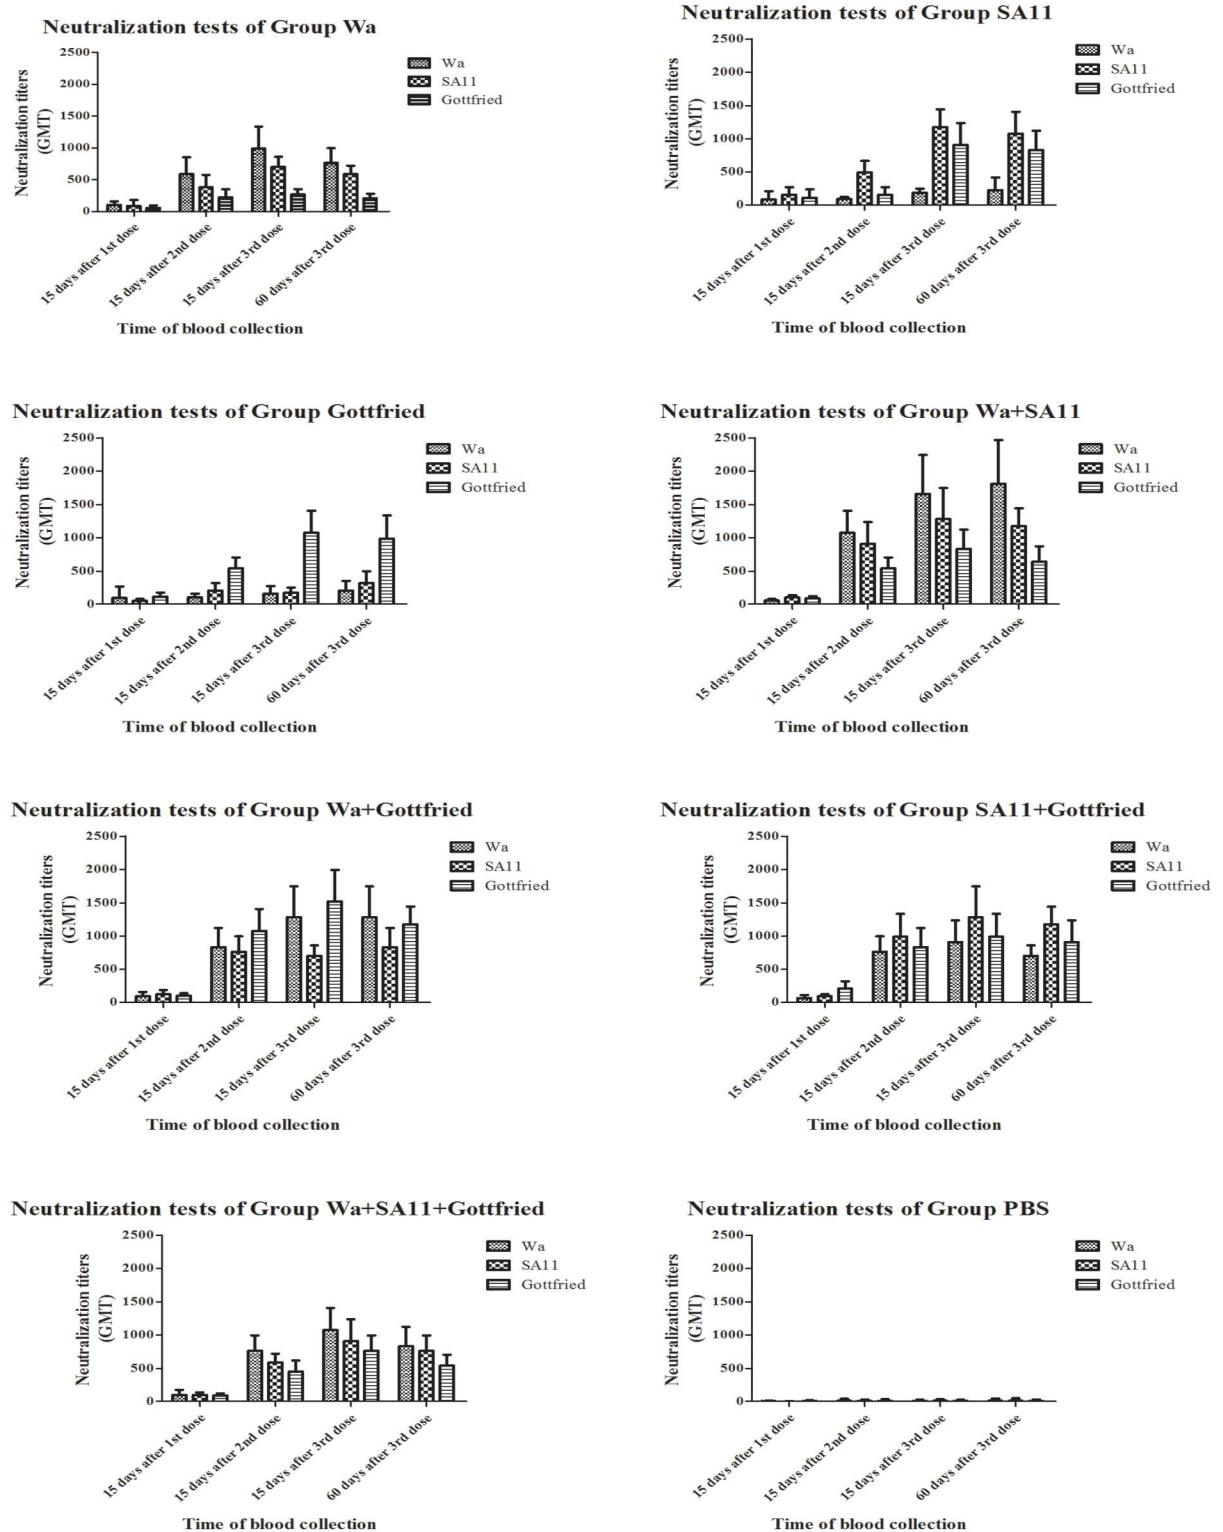 Neutralization tests of Group Wa
Neutralization titers
(GMT)
2500
2000
1500
1000
500
0
Wa
SA11
Gottfried
15 days after 1st dose
15 days after 2nd dose
15 days after 3rd dose
60 days after 3rd dose
Time of blood collection
Neutralization tests of Group SA11
Neutralization titers
(GMT)
2500
2000
1500
1000
500
0
Wa
SA11
Gottfried
15 days after 1st dose
15 days after 2nd dose
15 days after 3rd dose
60 days after 3rd dose
Time of blood collection
Neutralization tests of Group Gottfried
Neutralization titers
(GMT)
2500
2000
1500
1000
500
0
Wa
SA11
Gottfried
15 days after 1st dose
15 days after 2nd dose
15 days after 3rd dose
60 days after 3rd dose
Time of blood collection
Neutralization tests of Group Wa+SA11
Neutralization titers
(GMT)
2500
2000
1500
1000
500
0
Wa
SA11
Gottfried
15 days after 1st dose
15 days after 2nd dose
15 days after 3rd dose
60 days after 3rd dose
Time of blood collection
Neutralization tests of Group Wa+Gottfried
Neutralization titers
(GMT)
2500
2000
1500
1000
500
0
Wa
SA11
Gottfried
15 days after 1st dose
15 days after 2nd dose
15 days after 3rd dose
60 days after 3rd dose
Time of blood collection
Neutralization tests of Group SA11+Gottfried
Neutralization titers
(GMT)
2500
2000
1500
1000
500
0
Wa
SA11
Gottfried
15 days after 1st dose
15 days after 2nd dose
15 days after 3rd dose
60 days after 3rd dose
Time of blood collection
Neutralization tests of Group Wa+SA11+Gottfried
Neutralization titers
(GMT)
2500
2000
1500
1000
500
0
Wa
SA11
Gottfried
15 days after 1st dose
15 days after 2nd dose
15 days after 3rd dose
60 days after 3rd dose
Time of blood collection
Neutralization tests of Group PBS
Neutralization titers
(GMT)
2500
2000
1500
1000
500
0
Wa
SA11
Gottfried
15 days after 1st dose
15 days after 2nd dose
15 days after 3rd dose
60 days after 3rd dose
Time of blood collection